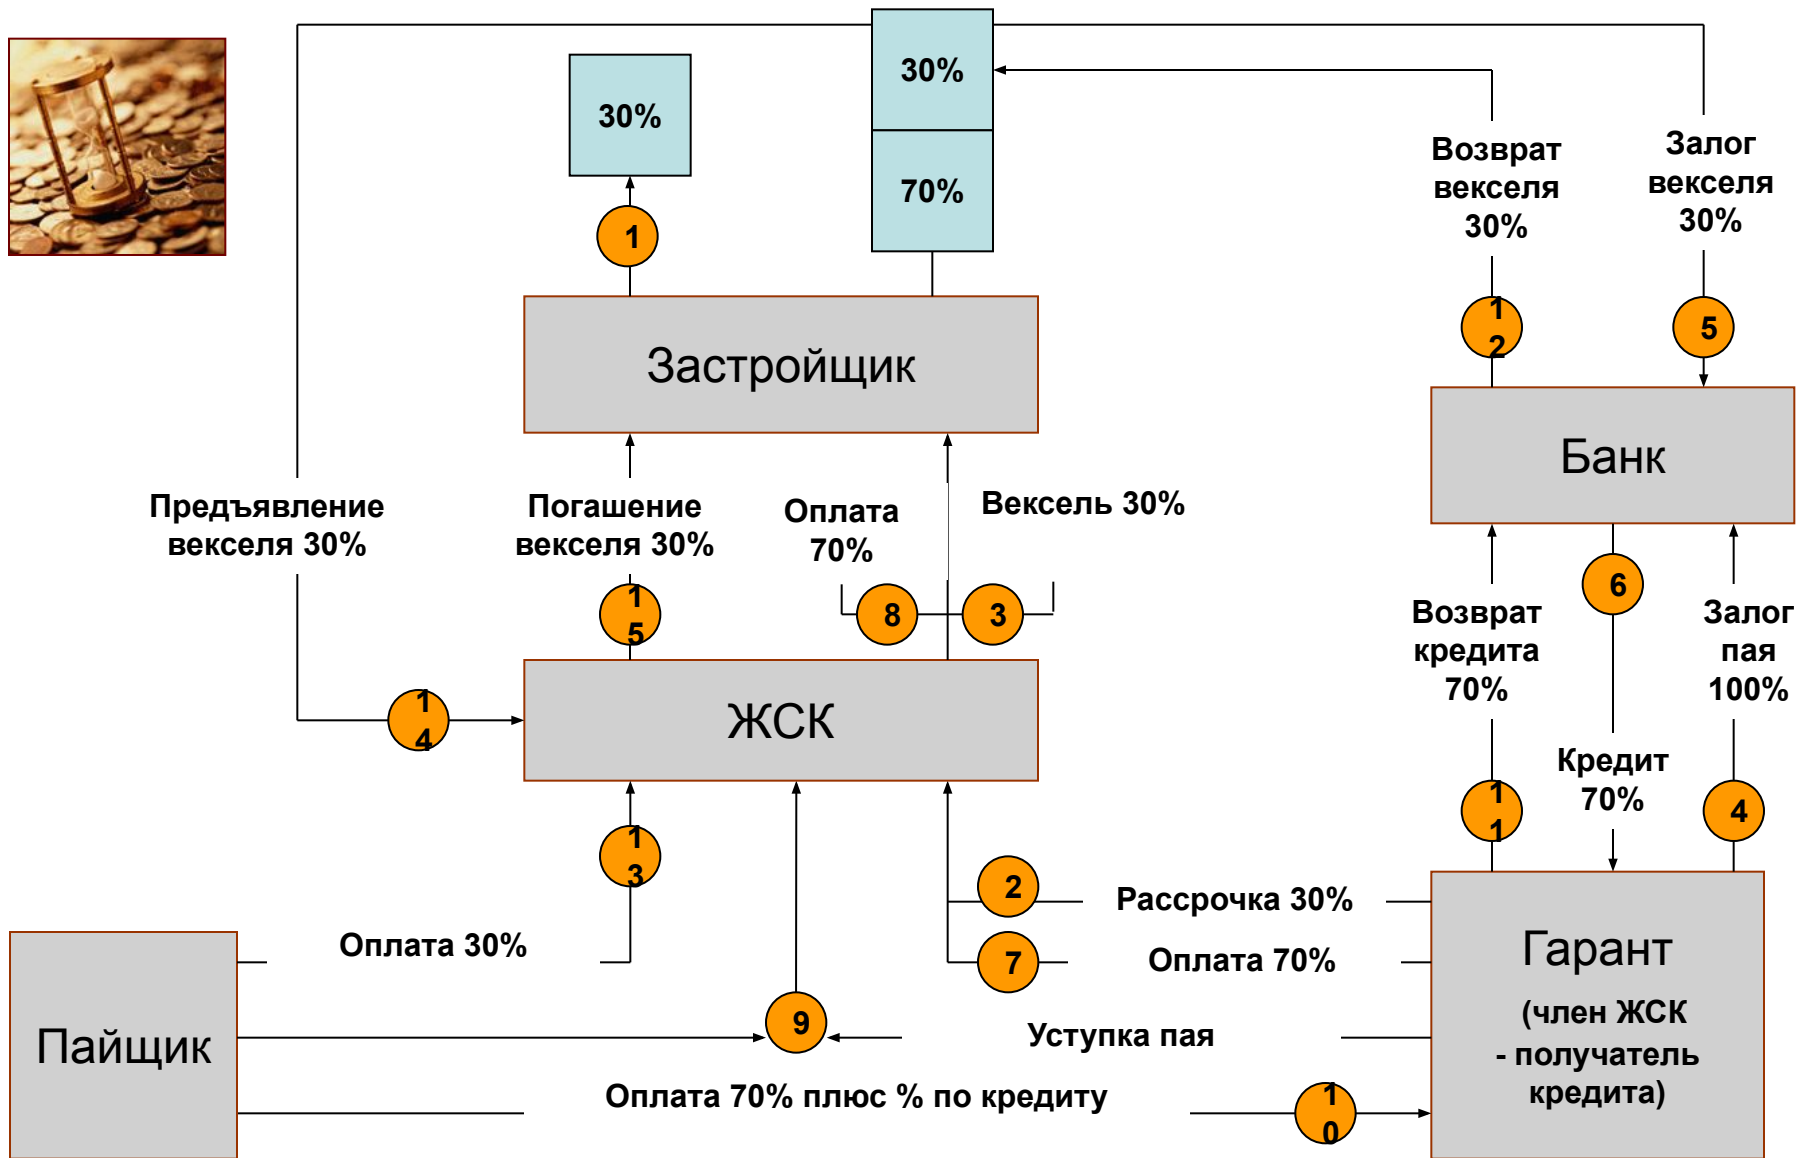 30%
30%
70%
1
Возврат
векселя
30%
Залог
векселя
30%
12
5
Застройщик
Банк
Предъявление
векселя 30%
Погашение
векселя 30%
Оплата
70%
Вексель 30%
15
8
3
6
Возврат
кредита
70%
Залог
пая
100%
14
ЖСК
Кредит
70%
11
4
13
2
Рассрочка 30%
7
Оплата 70%
Оплата 30%
Гарант
(член ЖСК
- получатель
кредита)
Пайщик
9
Уступка пая
Оплата 70% плюс % по кредиту
10